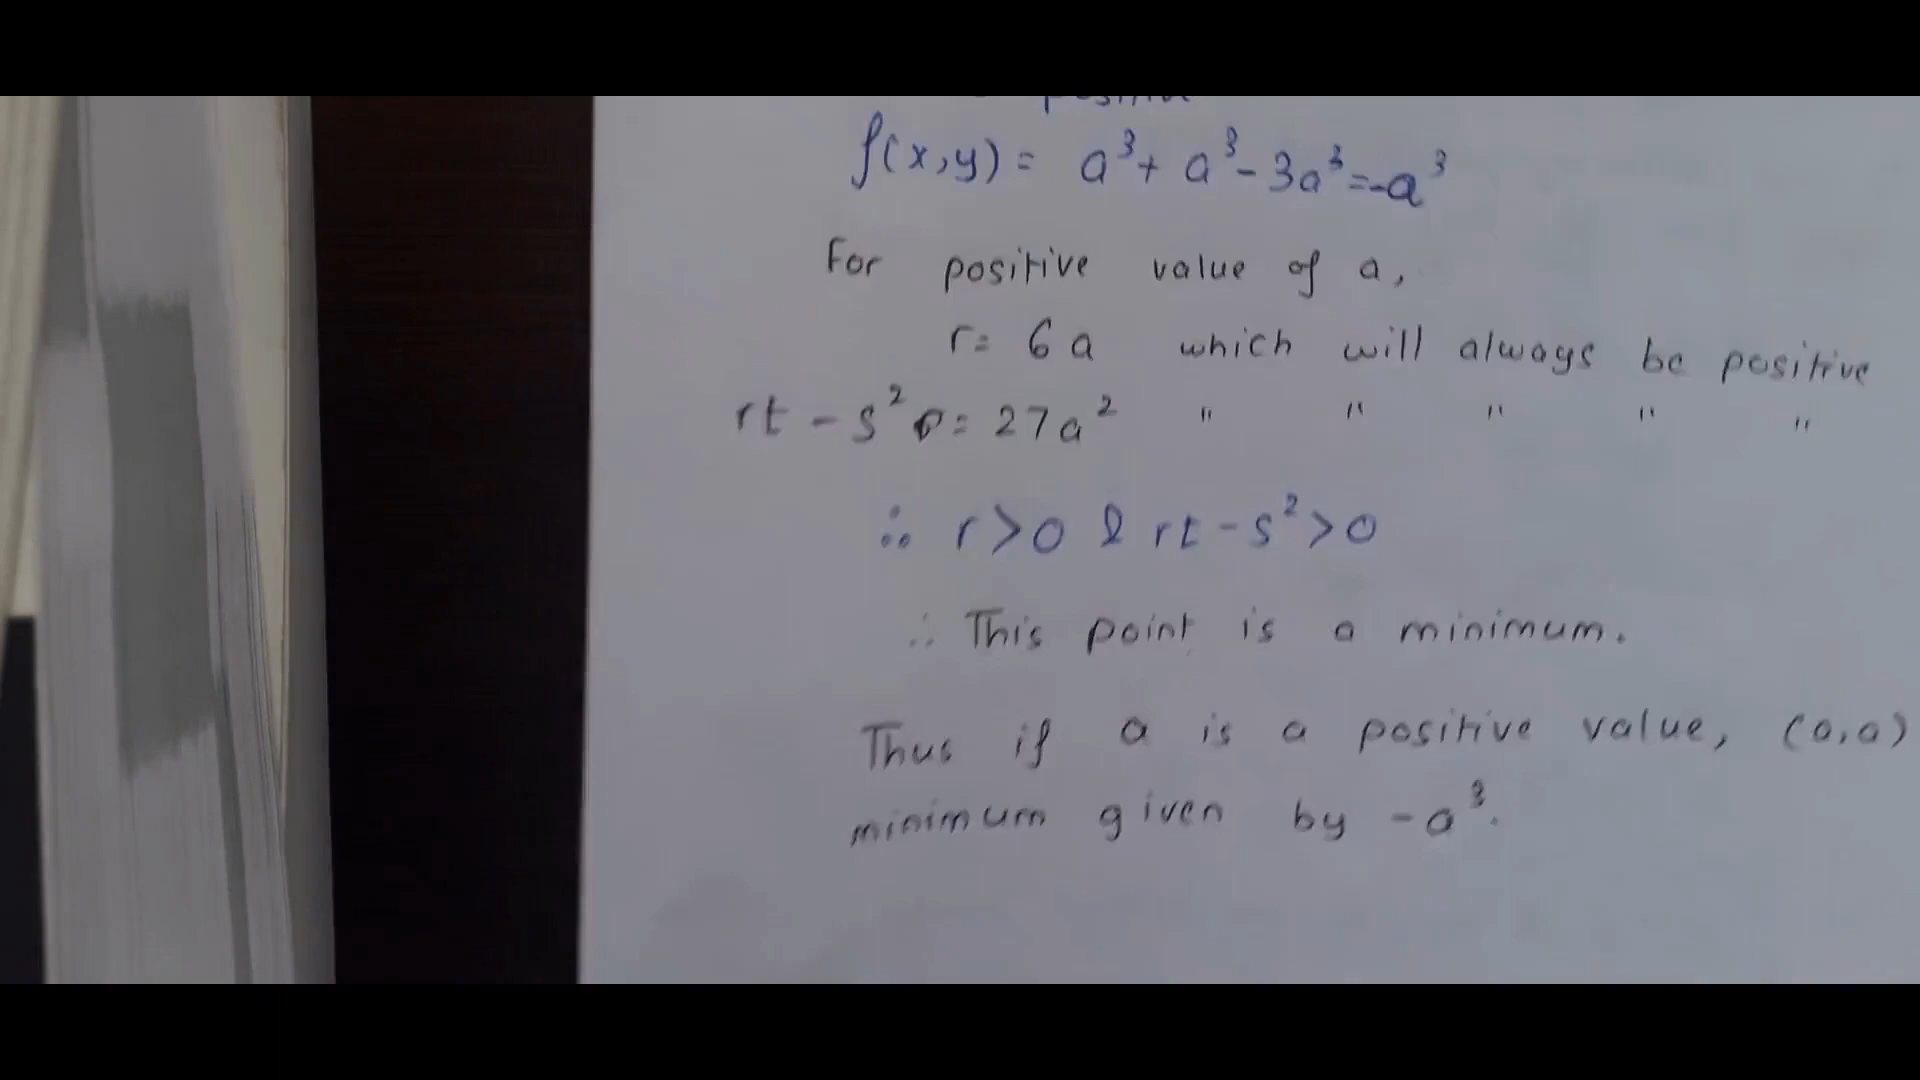 f(x,y) = a³ + a³ - 3a³ = -a³
For positive value of a,
r = 6a which will always be positive
rt - s² = 27a² " " " " "
∴ r > 0 & rt - s² > 0
∴ This point is a minimum.
Thus if a is a positive value, (a,a)
minimum given by -a³.